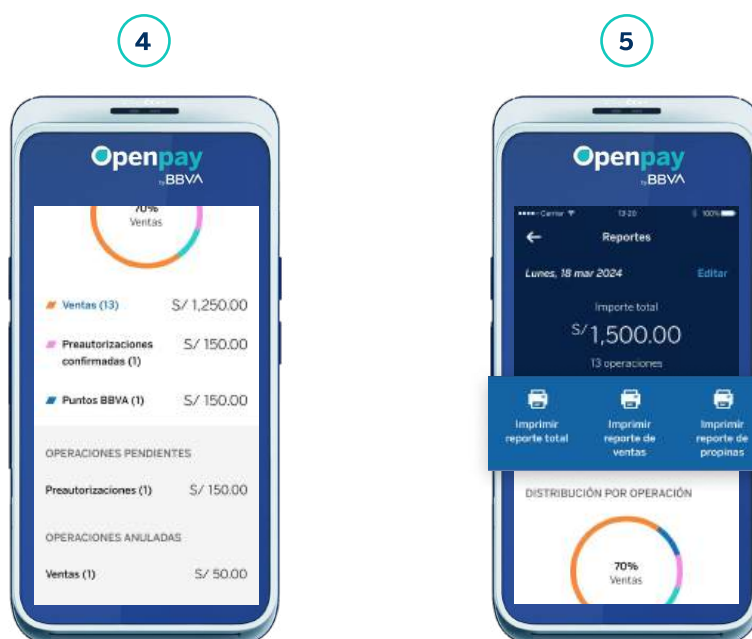 4
Openpay
by BBVA
70%
Ventas
Ventas (13) S/ 1,250.00
Preautorizaciones
confirmadas (1) S/ 150.00
Puntos BBVA (1) S/ 150.00
OPERACIONES PENDIENTES
Preautorizaciones (1) S/ 150.00
OPERACIONES ANULADAS
Ventas (1) S/ 50.00
5
Openpay
by BBVA
Carrier 13:20 100%
Reportes
Lunes, 18 mar 2024 Editar
Importe total
S/ 1,500.00
13 operaciones
Imprimir
reporte total
Imprimir
reporte de
ventas
Imprimir
reporte de
propinas
DISTRIBUCIÓN POR OPERACIÓN
70%
Ventas